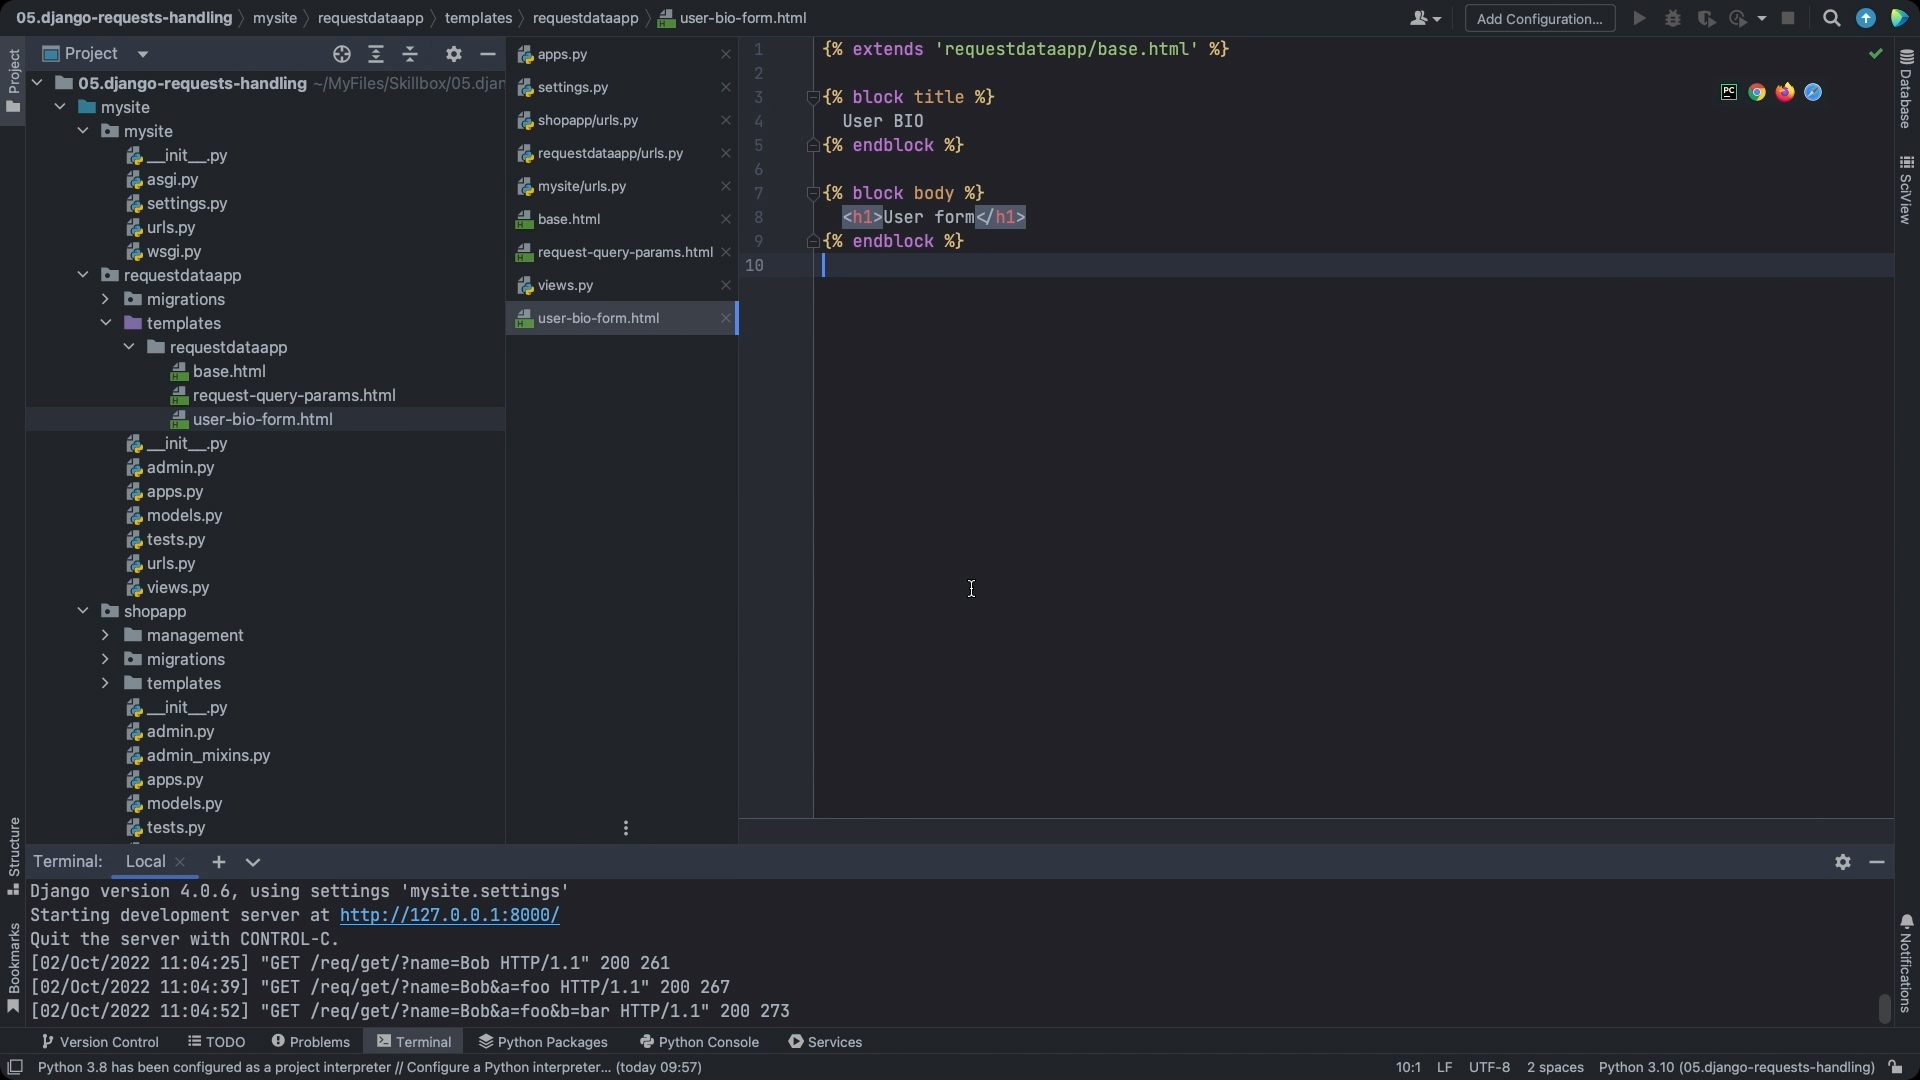 05.django-requests-handling
mysite
requestdataapp
templates
requestdataapp
user-bio-form.html
Add Configuration...
Project
05.django-requests-handling ~/MyFiles/Skillbox/05.djan
mysite
mysite
__init__.py
asgi.py
settings.py
urls.py
wsgi.py
requestdataapp
migrations
templates
requestdataapp
base.html
request-query-params.html
user-bio-form.html
__init__.py
admin.py
apps.py
models.py
tests.py
urls.py
views.py
shopapp
management
migrations
templates
__init__.py
admin.py
admin_mixins.py
apps.py
models.py
tests.py
apps.py
settings.py
shopapp/urls.py
requestdataapp/urls.py
mysite/urls.py
base.html
request-query-params.html
views.py
user-bio-form.html
1 {% extends 'requestdataapp/base.html' %}
2
3 {% block title %}
4 User BIO
5 {% endblock %}
6
7 {% block body %}
8 <h1>User form</h1>
9 {% endblock %}
10
Project
Structure
Bookmarks
Database
SciView
Notifications
Terminal: Local
Django version 4.0.6, using settings 'mysite.settings'
Starting development server at http://127.0.0.1:8000/
Quit the server with CONTROL-C.
[02/Oct/2022 11:04:25] "GET /req/get/?name=Bob HTTP/1.1" 200 261
[02/Oct/2022 11:04:39] "GET /req/get/?name=Bob&a=foo HTTP/1.1" 200 267
[02/Oct/2022 11:04:52] "GET /req/get/?name=Bob&a=foo&b=bar HTTP/1.1" 200 273
Version Control
TODO
Problems
Terminal
Python Packages
Python Console
Services
Python 3.8 has been configured as a project interpreter // Configure a Python interpreter... (today 09:57)
10:1 LF UTF-8 2 spaces Python 3.10 (05.django-requests-handling)